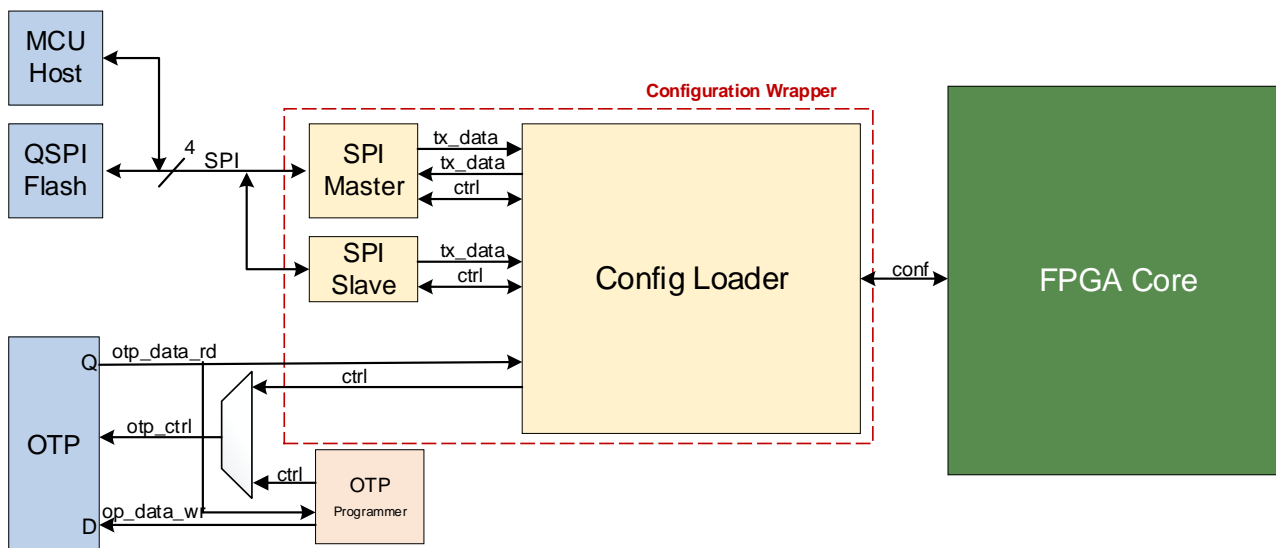 MCU
Host
Configuration Wrapper
QSPI
Flash
4
SPI
SPI
Master
tx_data
tx_data
ctrl
SPI
Slave
tx_data
ctrl
Config Loader
conf
FPGA Core
OTP
Q
otp_data_rd
ctrl
otp_ctrl
ctrl
OTP
Programmer
op_data_wr
D